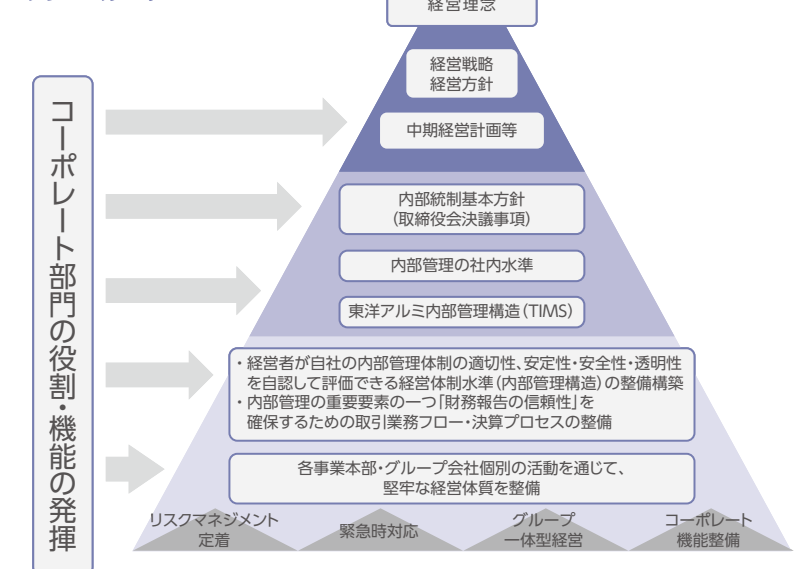 経営理念
経営戦略
経営方針
中期経営計画等
コーポレート部門の役割・機能の発揮
内部統制基本方針
(取締役会決議事項)
内部管理の社内水準
東洋アルミ内部管理構造(TIMS)
・経営者が自社の内部管理体制の適切性、安定性・安全性・透明性
を自認して評価できる経営体制水準(内部管理構造)の整備構築
・内部管理の重要要素の一つ「財務報告の信頼性」を
確保するための取引業務フロー・決算プロセスの整備
各事業本部・グループ会社個別の活動を通じて、
堅牢な経営体質を整備
リスクマネジメント
定着
緊急時対応
グループ
一体型経営
コーポレート
機能整備